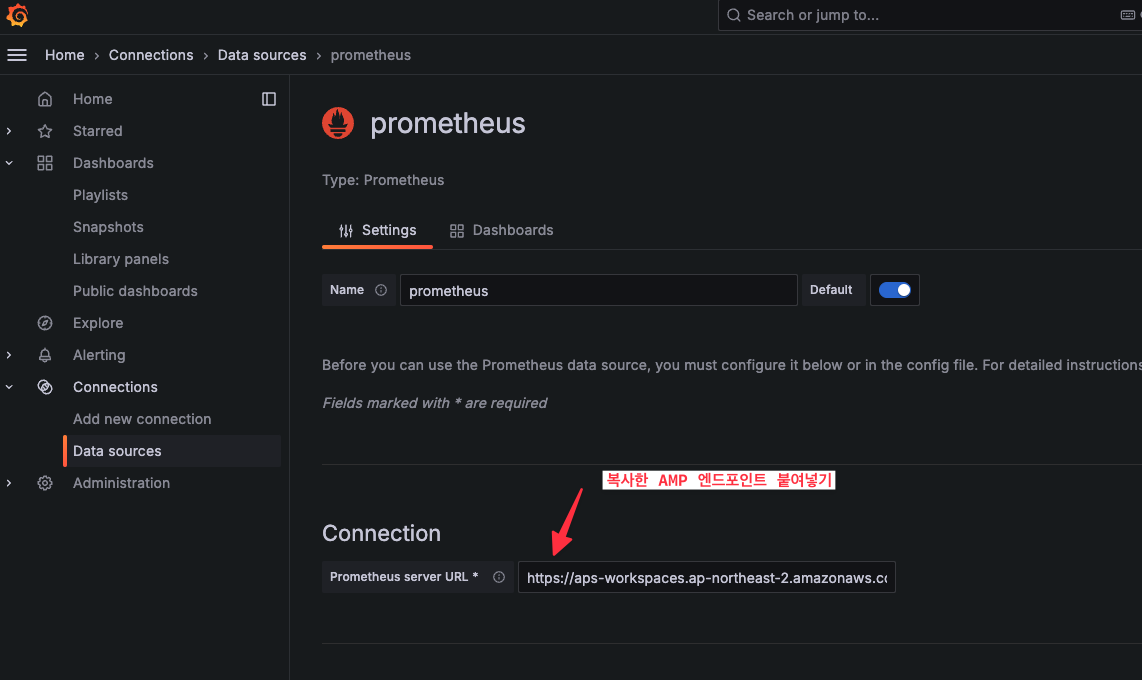 Search or jump to...
Home › Connections › Data sources › prometheus
Home
Starred
Dashboards
Playlists
Snapshots
Library panels
Public dashboards
Explore
Alerting
Connections
Add new connection
Data sources
Administration
prometheus
Type: Prometheus
Settings Dashboards
Name prometheus Default
Before you can use the Prometheus data source, you must configure it below or in the config file. For detailed instructions
Fields marked with * are required
복사한 AMP 엔드포인트 붙여넣기
Connection
Prometheus server URL * https://aps-workspaces.ap-northeast-2.amazonaws.co